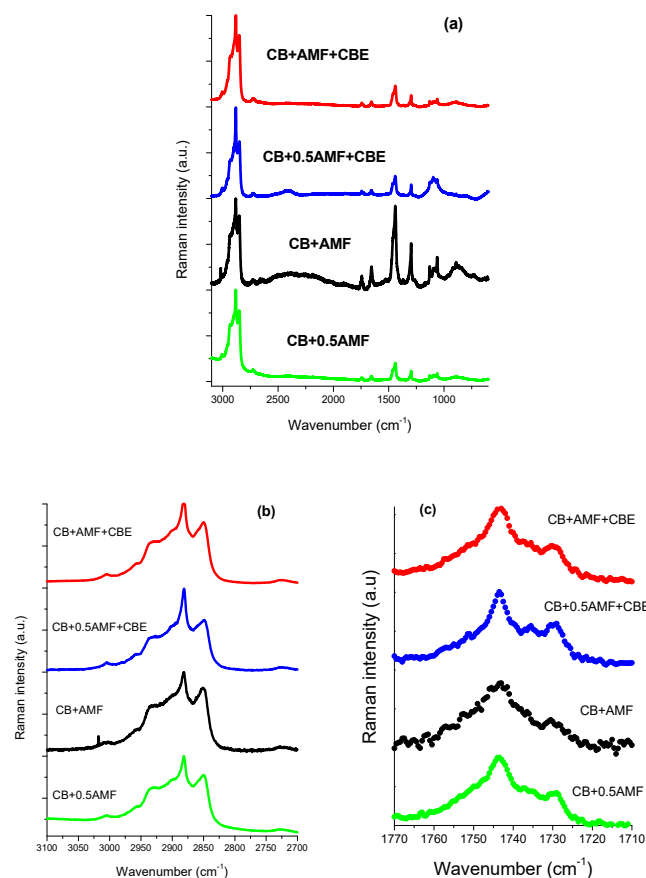 (a)
CB+AMF+CBE
CB+0.5AMF+CBE
CB+AMF
CB+0.5AMF
Raman intensity (a.u.)
3000 2500 2000 1500 1000
Wavenumber (cm⁻¹)
(b)
CB+AMF+CBE
CB+0.5AMF+CBE
CB+AMF
CB+0.5AMF
Raman intensity (a.u.)
3100 3050 3000 2950 2900 2850 2800 2750 2700
Wavenumber (cm⁻¹)
(c)
CB+AMF+CBE
CB+0.5AMF+CBE
CB+AMF
CB+0.5AMF
Raman intensity (a.u)
1770 1760 1750 1740 1730 1720 1710
Wavenumber (cm⁻¹)